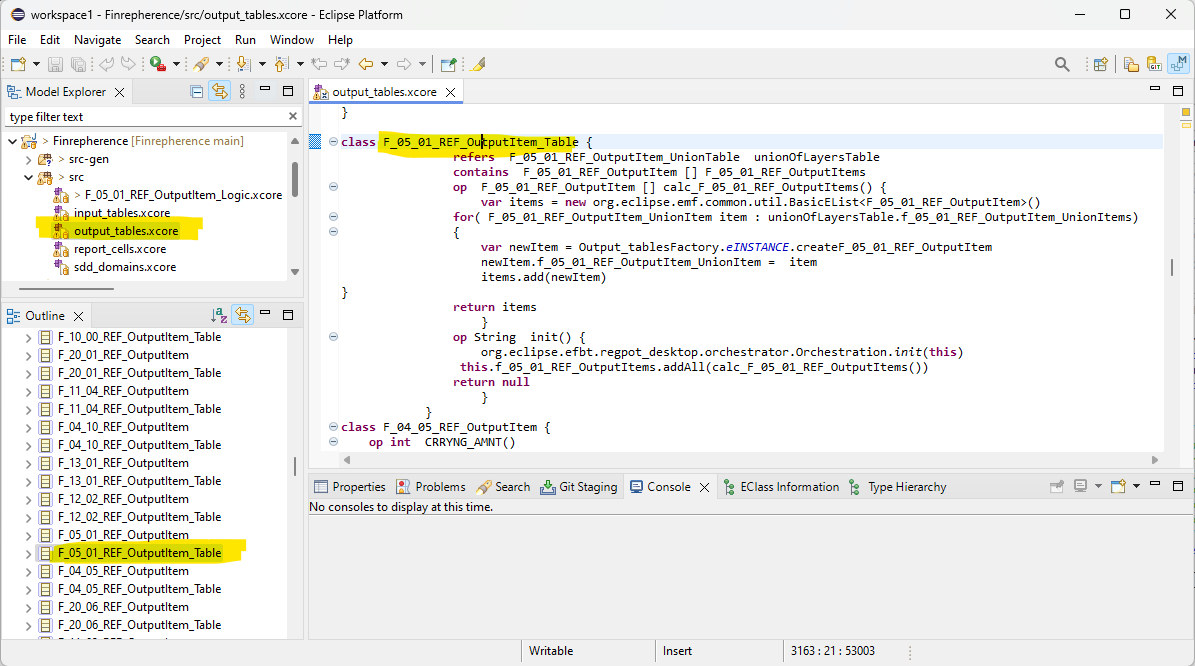 workspace1 - Finrepherence/src/output_tables.xcore - Eclipse Platform
File Edit Navigate Search Project Run Window Help
Model Explorer
type filter text
> Finrepherence [Finrepherence main]
> src-gen
> src
> F_05_01_REF_OutputItem_Logic.xcore
input_tables.xcore
output_tables.xcore
report_cells.xcore
sdd_domains.xcore
Outline
F_10_00_REF_OutputItem_Table
F_20_01_REF_OutputItem
F_20_01_REF_OutputItem_Table
F_11_04_REF_OutputItem
F_11_04_REF_OutputItem_Table
F_04_10_REF_OutputItem
F_04_10_REF_OutputItem_Table
F_13_01_REF_OutputItem
F_13_01_REF_OutputItem_Table
F_12_02_REF_OutputItem
F_12_02_REF_OutputItem_Table
F_05_01_REF_OutputItem
F_05_01_REF_OutputItem_Table
F_04_05_REF_OutputItem
F_04_05_REF_OutputItem_Table
F_20_06_REF_OutputItem
F_20_06_REF_OutputItem_Table
output_tables.xcore
}
class F_05_01_REF_OutputItem_Table {
refers F_05_01_REF_OutputItem_UnionTable unionOfLayersTable
contains F_05_01_REF_OutputItem [] F_05_01_REF_OutputItems
op F_05_01_REF_OutputItem [] calc_F_05_01_REF_OutputItems() {
var items = new org.eclipse.emf.common.util.BasicEList<F_05_01_REF_OutputItem>()
for( F_05_01_REF_OutputItem_UnionItem item : unionOfLayersTable.f_05_01_REF_OutputItem_UnionItems)
{
var newItem = Output_tablesFactory.eINSTANCE.createF_05_01_REF_OutputItem
newItem.f_05_01_REF_OutputItem_UnionItem = item
items.add(newItem)
}
return items
}
op String init() {
org.eclipse.efbt.regpot_desktop.orchestrator.Orchestration.init(this)
this.f_05_01_REF_OutputItems.addAll(calc_F_05_01_REF_OutputItems())
return null
}
}
class F_04_05_REF_OutputItem {
op int CRRYNG_AMNT()
Properties Problems Search Git Staging Console EClass Information Type Hierarchy
No consoles to display at this time.
Writable Insert 3163 : 21 : 53003